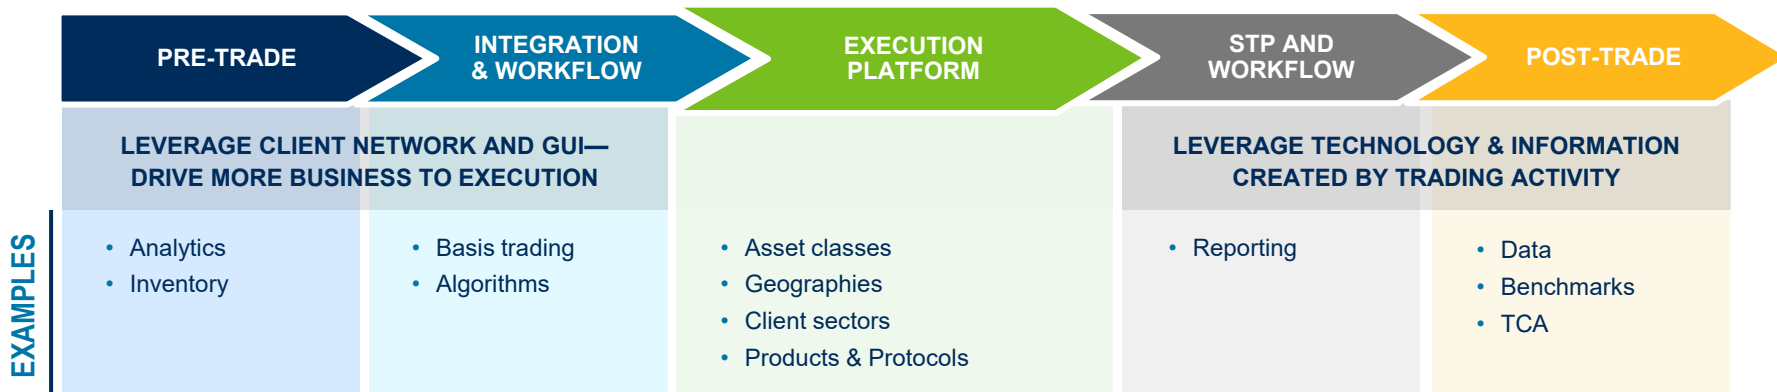 PRE-TRADE
INTEGRATION
& WORKFLOW
EXECUTION
PLATFORM
STP AND
WORKFLOW
POST-TRADE
LEVERAGE CLIENT NETWORK AND GUI—
DRIVE MORE BUSINESS TO EXECUTION
LEVERAGE TECHNOLOGY & INFORMATION
CREATED BY TRADING ACTIVITY
EXAMPLES
• Analytics
• Inventory
• Basis trading
• Algorithms
• Asset classes
• Geographies
• Client sectors
• Products & Protocols
• Reporting
• Data
• Benchmarks
• TCA